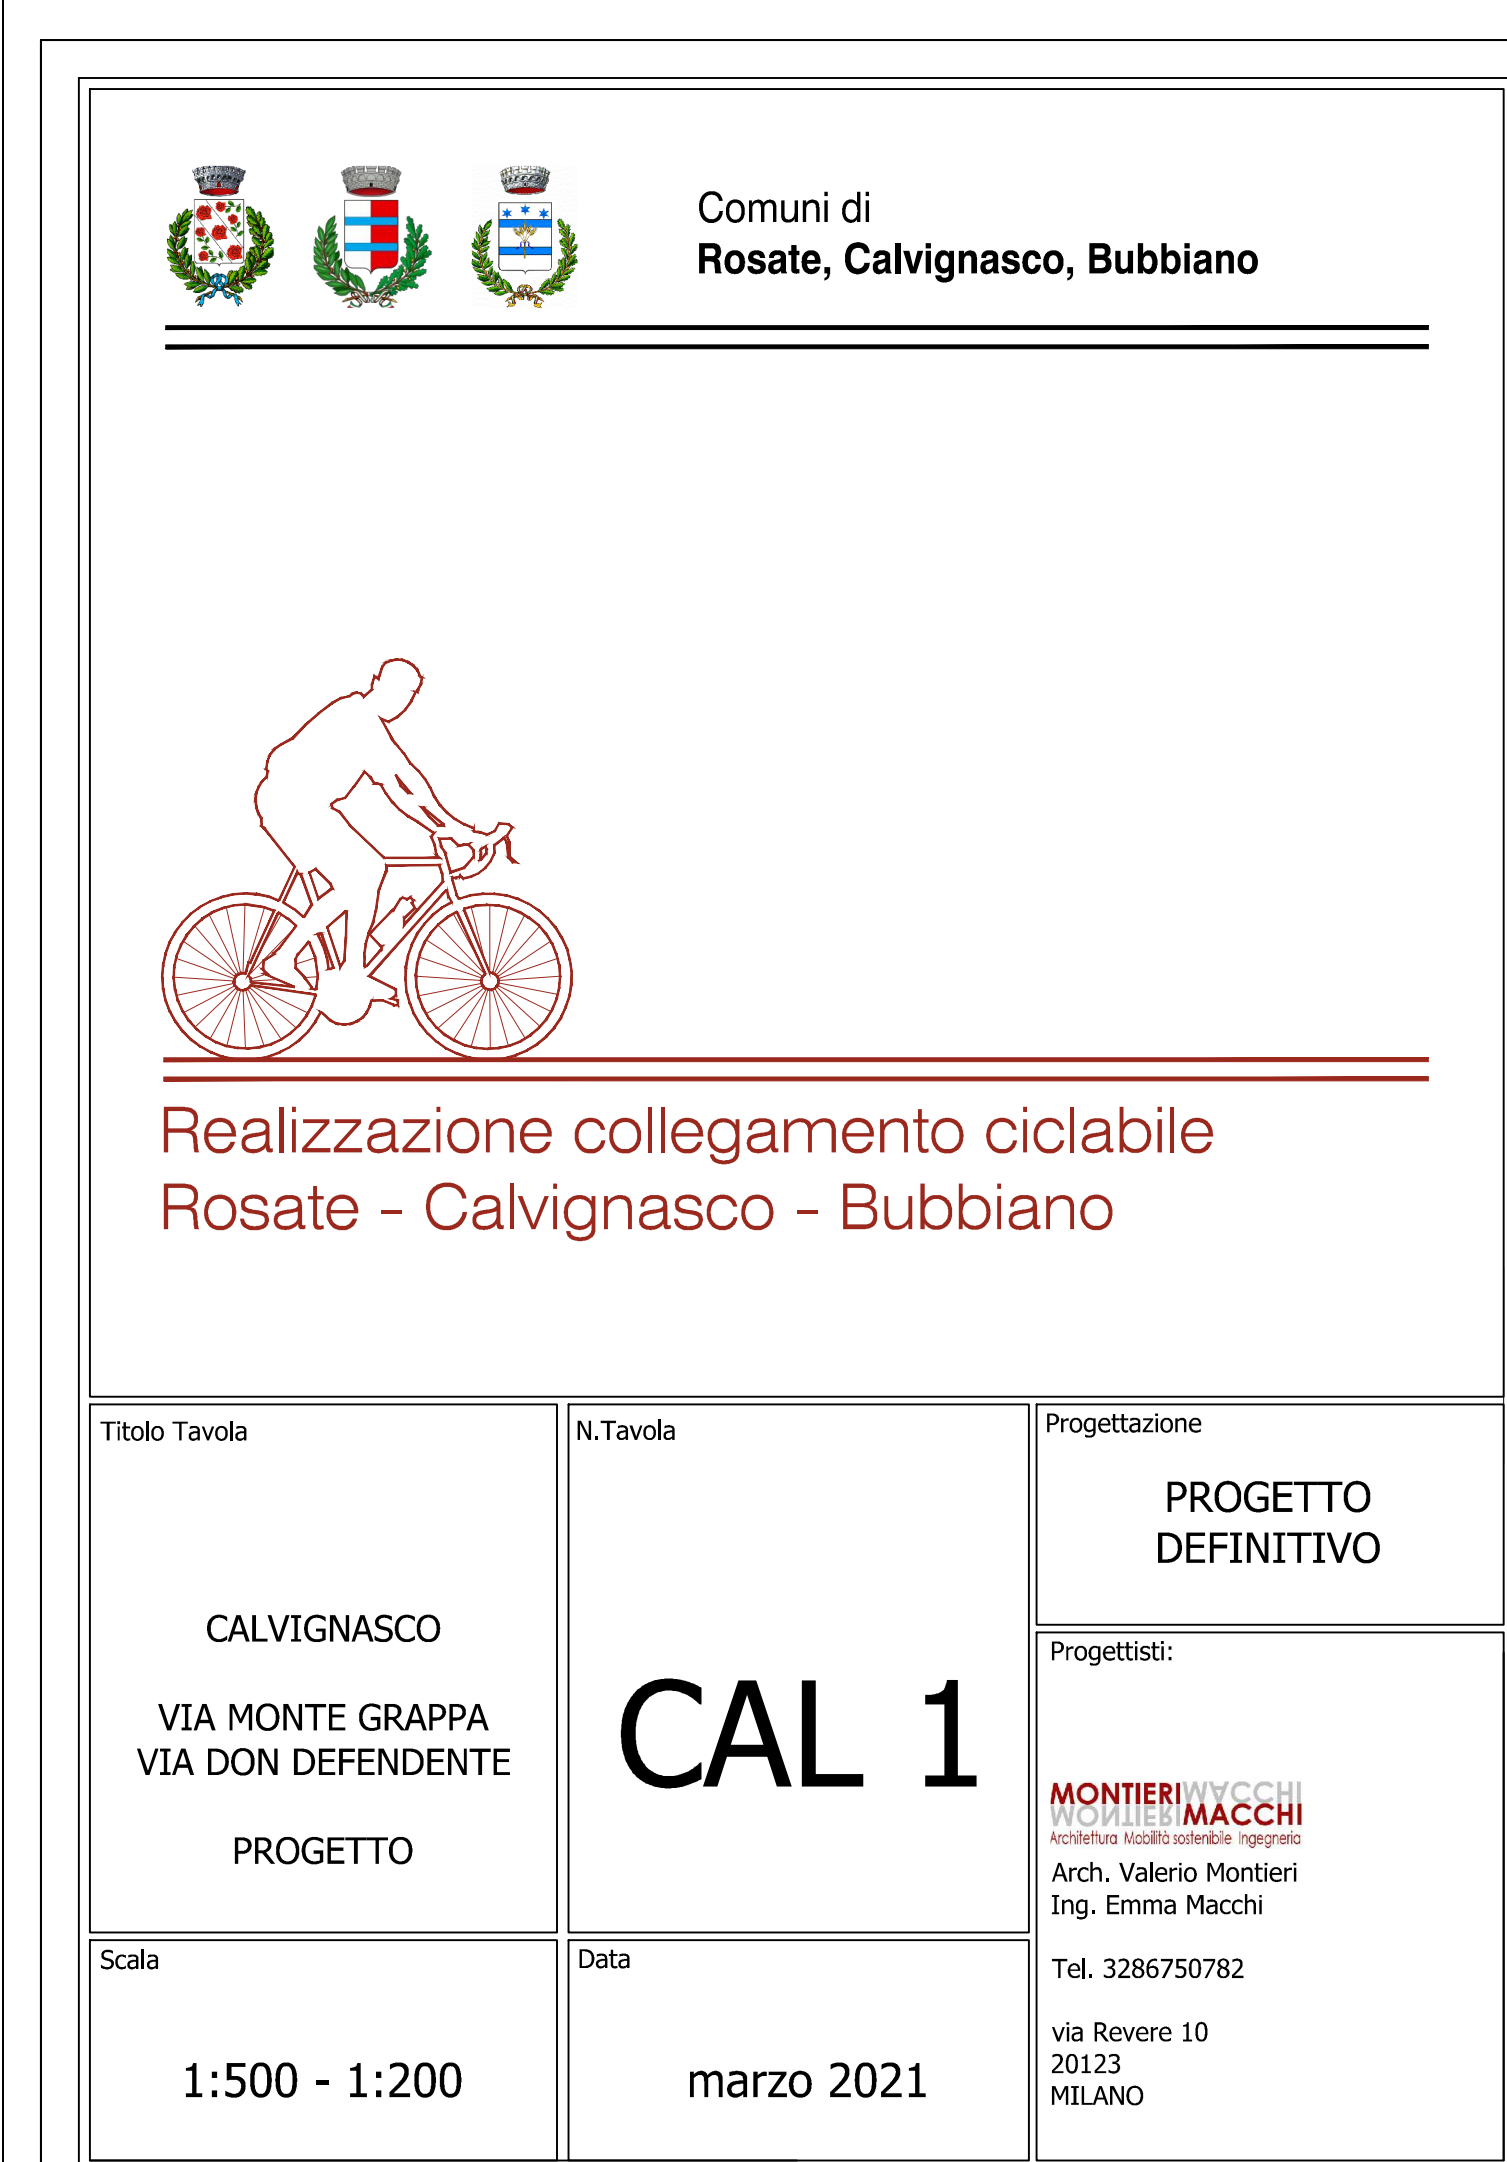 Comuni di
Rosate, Calvignasco, Bubbiano
Realizzazione collegamento ciclabile
Rosate - Calvignasco - Bubbiano
Titolo Tavola
CALVIGNASCO
VIA MONTE GRAPPA
VIA DON DEFENDENTE
PROGETTO
N.Tavola
CAL 1
Progettazione
PROGETTO
DEFINITIVO
Progettisti:
MONTIERI MACCHI
MONTIERI MACCHI
Architettura Mobilità sostenibile Ingegneria
Arch. Valerio Montieri
Ing. Emma Macchi
Tel. 3286750782
via Revere 10
20123
MILANO
Scala
1:500 - 1:200
Data
marzo 2021